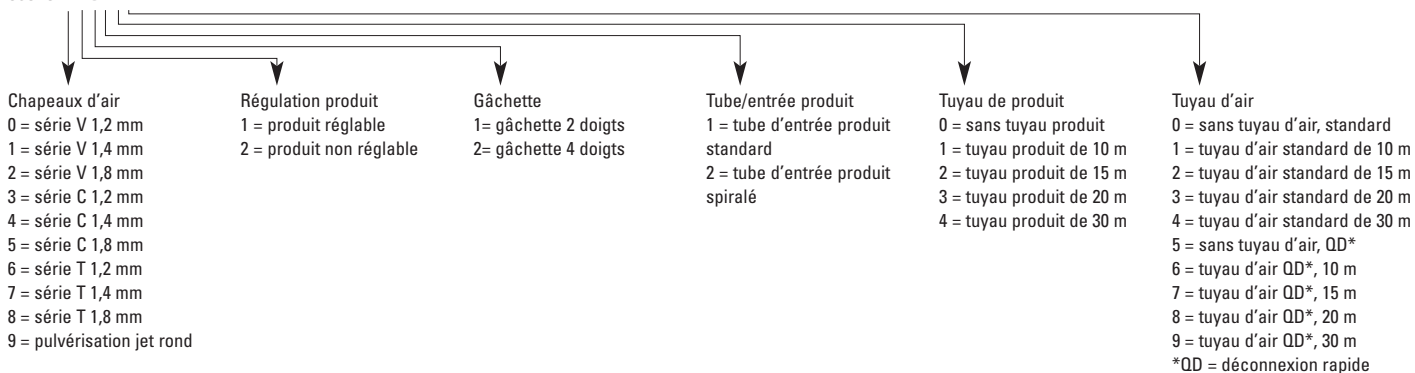 Chapeaux d’air
0 = série V 1,2 mm
1 = série V 1,4 mm
2 = série V 1,8 mm
3 = série C 1,2 mm
4 = série C 1,4 mm
5 = série C 1,8 mm
6 = série T 1,2 mm
7 = série T 1,4 mm
8 = série T 1,8 mm
9 = pulvérisation jet rond
Régulation produit
1 = produit réglable
2 = produit non réglable
Gâchette
1= gâchette 2 doigts
2= gâchette 4 doigts
Tube/entrée produit
1 = tube d’entrée produit
standard
2 = tube d’entrée produit
spiralé
Tuyau de produit
0 = sans tuyau produit
1 = tuyau produit de 10 m
2 = tuyau produit de 15 m
3 = tuyau produit de 20 m
4 = tuyau produit de 30 m
Tuyau d’air
0 = sans tuyau d’air, standard
1 = tuyau d’air standard de 10 m
2 = tuyau d’air standard de 15 m
3 = tuyau d’air standard de 20 m
4 = tuyau d’air standard de 30 m
5 = sans tuyau d’air, QD*
6 = tuyau d’air QD*, 10 m
7 = tuyau d’air QD*, 15 m
8 = tuyau d’air QD*, 20 m
9 = tuyau d’air QD*, 30 m
*QD = déconnexion rapide